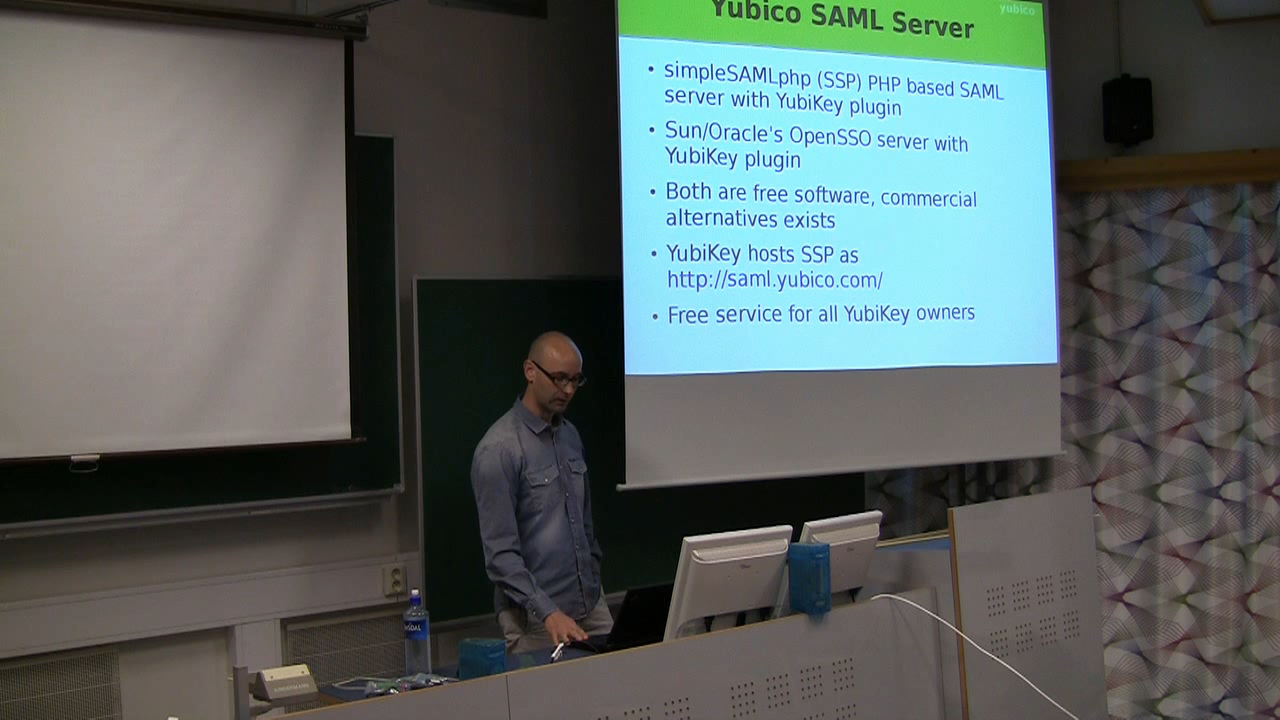 yubico
Yubico SAML Server
• simpleSAMLphp (SSP) PHP based SAML
server with YubiKey plugin
• Sun/Oracle's OpenSSO server with
YubiKey plugin
• Both are free software, commercial
alternatives exists
• YubiKey hosts SSP as
http://saml.yubico.com/
• Free service for all YubiKey owners